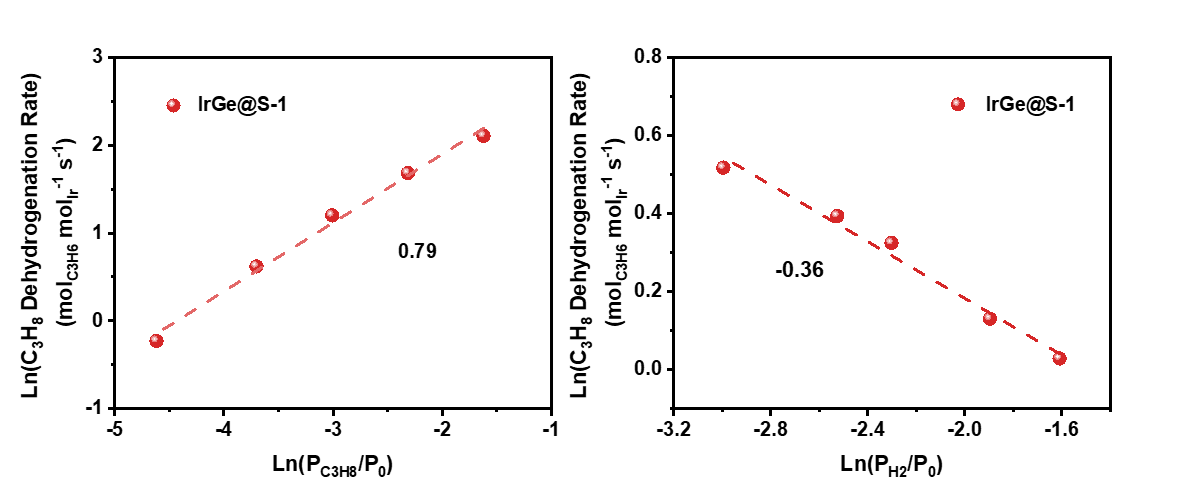 Ln(C3H8 Dehydrogenation Rate)
(molC3H6 molIr-1 s-1)
3
2
1
0
-1
IrGe@S-1
0.79
-5 -4 -3 -2 -1
Ln(PC3H8/P0)
Ln(C3H8 Dehydrogenation Rate)
(molC3H6 molIr-1 s-1)
0.8
0.6
0.4
0.2
0.0
IrGe@S-1
-0.36
-3.2 -2.8 -2.4 -2.0 -1.6
Ln(PH2/P0)